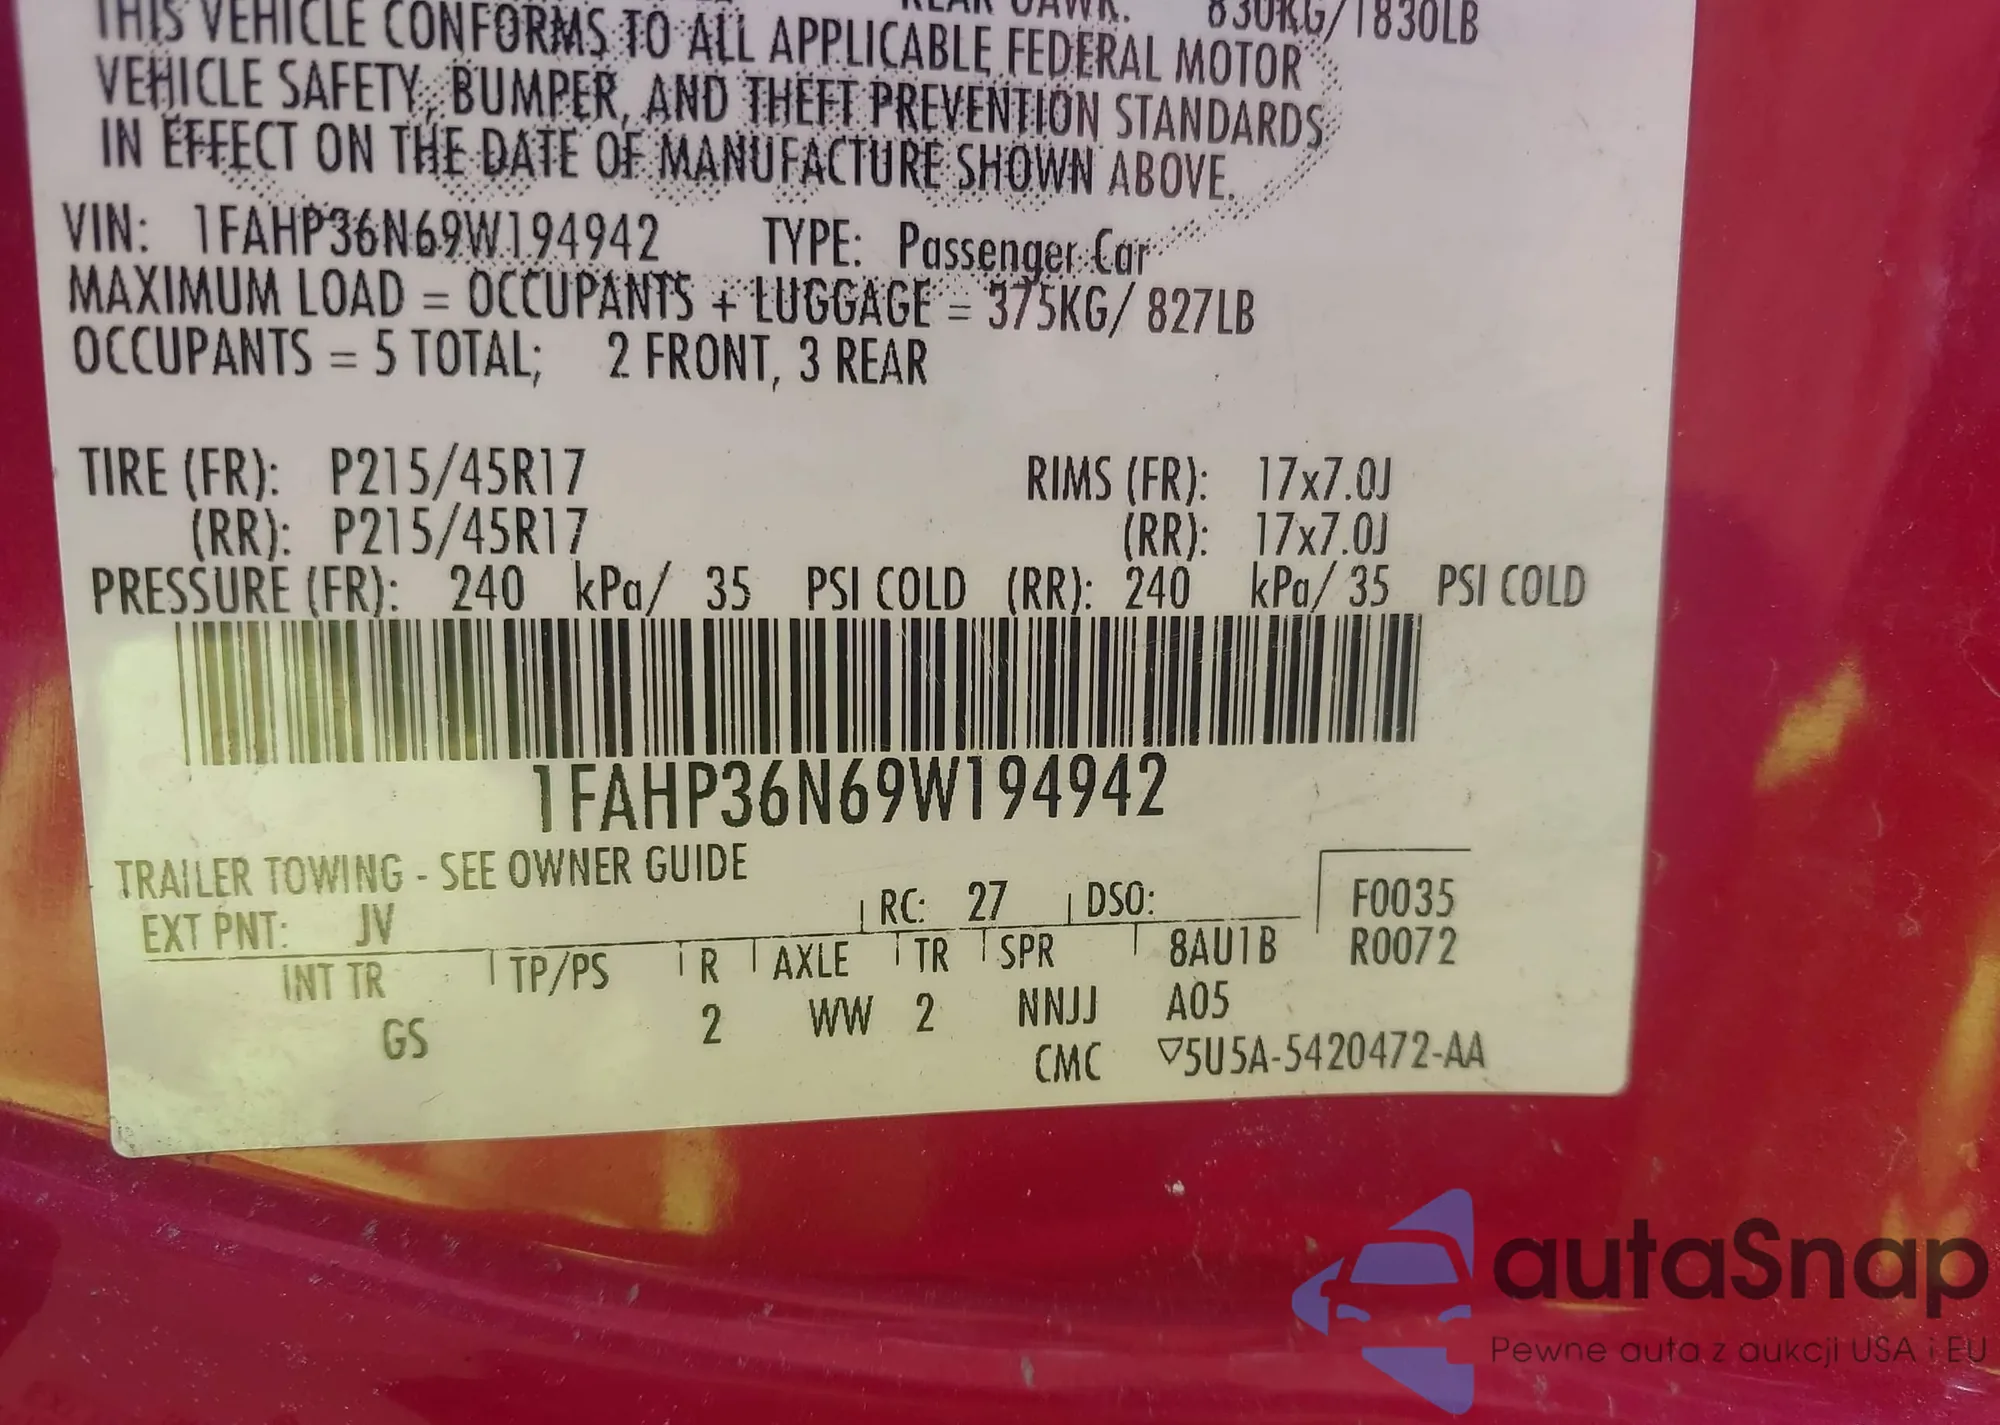 REAR GAWR: 830KG/1830LB
THIS VEHICLE CONFORMS TO ALL APPLICABLE FEDERAL MOTOR
VEHICLE SAFETY, BUMPER, AND THEFT PREVENTION STANDARDS
IN EFFECT ON THE DATE OF MANUFACTURE SHOWN ABOVE.
VIN: 1FAHP36N69W194942 TYPE: Passenger Car
MAXIMUM LOAD = OCCUPANTS + LUGGAGE = 375KG/ 827LB
OCCUPANTS = 5 TOTAL; 2 FRONT, 3 REAR
TIRE (FR): P215/45R17 RIMS (FR): 17x7.0J
(RR): P215/45R17 (RR): 17x7.0J
PRESSURE (FR): 240 kPa/ 35 PSI COLD (RR): 240 kPa/ 35 PSI COLD
1FAHP36N69W194942
TRAILER TOWING - SEE OWNER GUIDE
EXT PNT: JV RC: 27 DSO: F0035
INT TR TP/PS R AXLE TR SPR 8AU1B R0072
GS 2 WW 2 NNJJ A05
CMC ▽5U5A-5420472-AA
autaSnap
Pewne auta z aukcji USA i EU